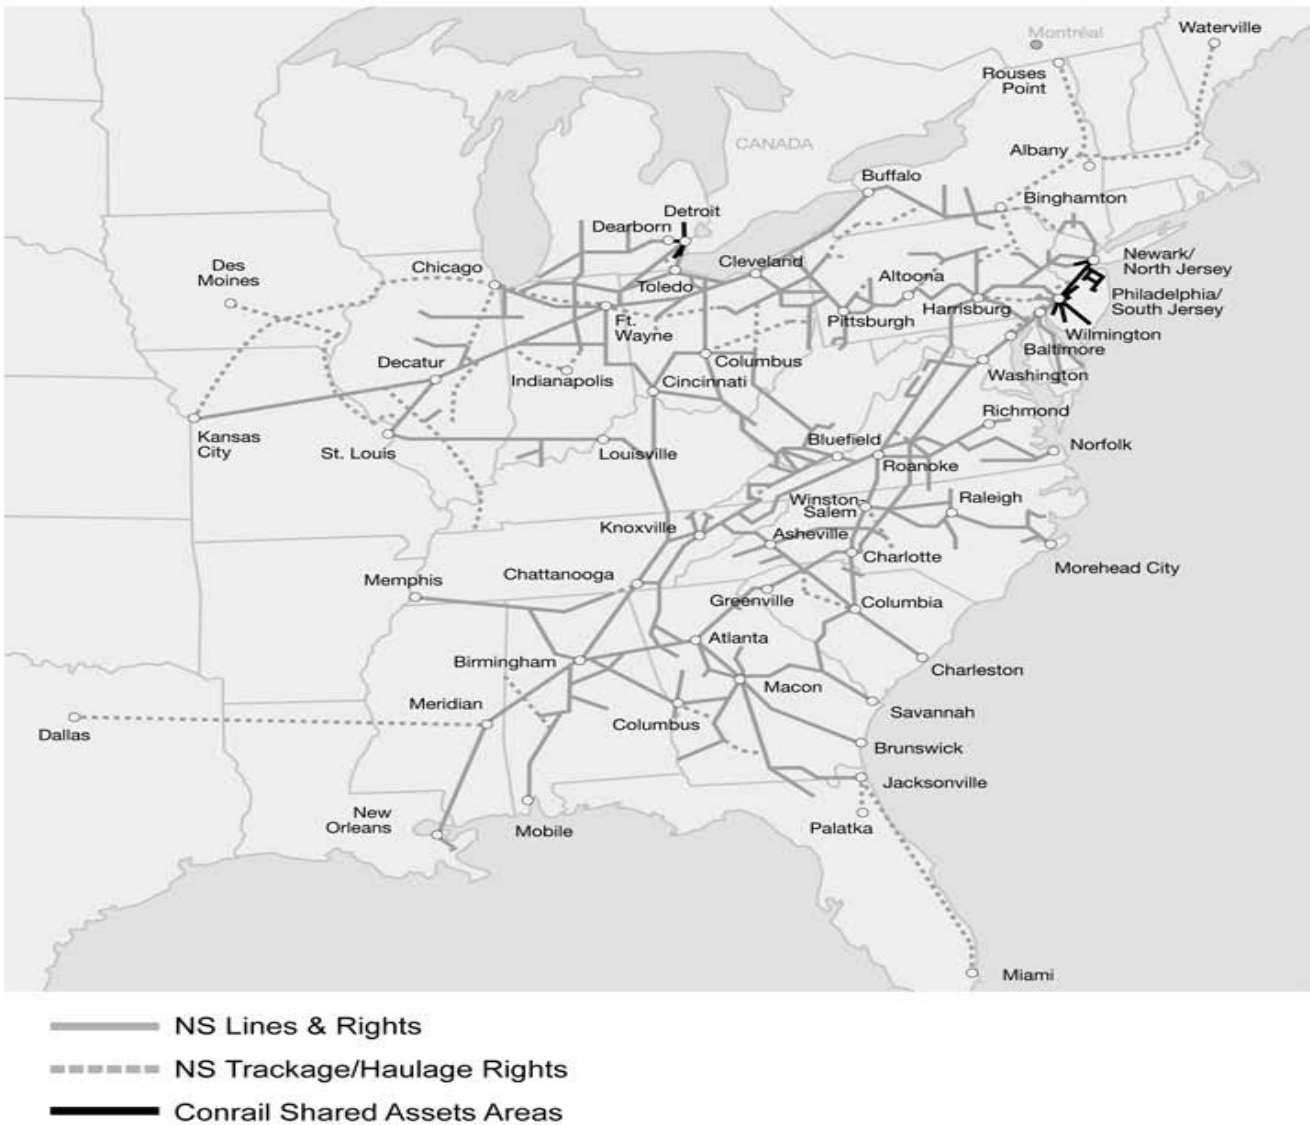 Waterville
Montréal
Rouses
Point
CANADA
Albany
Buffalo
Binghamton
Detroit
Dearborn
Newark/
North Jersey
Des
Moines
Chicago
Cleveland
Toledo
Altoona
Harrisburg
Philadelphia/
South Jersey
Ft.
Wayne
Pittsburgh
Wilmington
Baltimore
Decatur
Indianapolis
Columbus
Cincinnati
Washington
Richmond
Kansas
City
St. Louis
Louisville
Bluefield
Roanoke
Norfolk
Winston-
Salem
Raleigh
Knoxville
Asheville
Charlotte
Morehead City
Memphis
Chattanooga
Greenville
Columbia
Atlanta
Birmingham
Charleston
Macon
Meridian
Columbus
Savannah
Dallas
Brunswick
Jacksonville
New
Orleans
Mobile
Palatka
Miami
NS Lines & Rights
NS Trackage/Haulage Rights
Conrail Shared Assets Areas